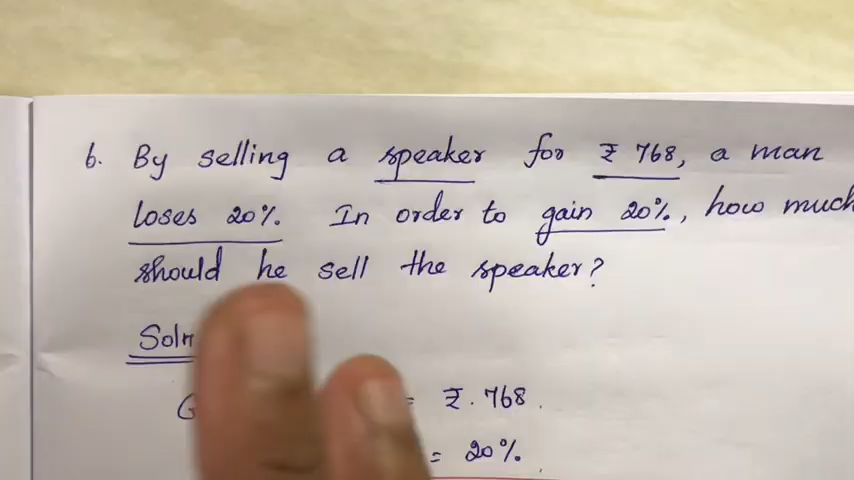 6. By selling a speaker for ₹ 768, a man
loses 20%. In order to gain 20%, how much
should he sell the speaker?
Soln
G = ₹. 768.
= 20%.